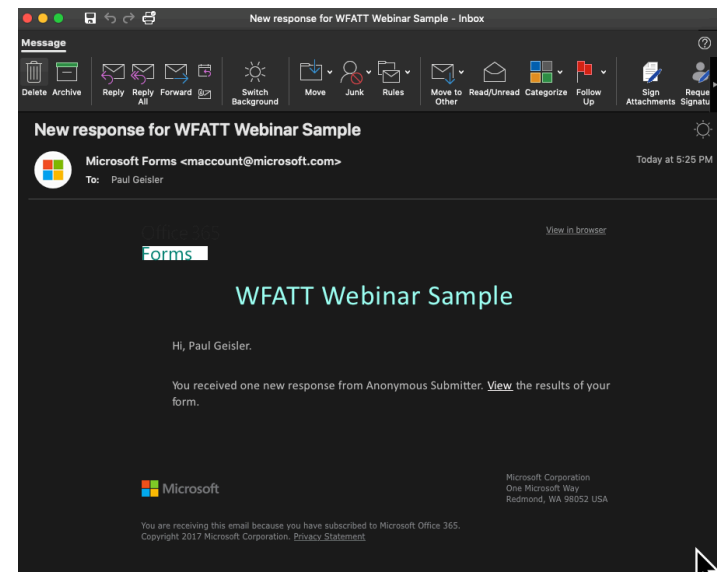 New response for WFATT Webinar Sample - Inbox
Message
Delete Archive Reply Reply All Forward Switch Background Move Junk Rules Move to Other Read/Unread Categorize Follow Up Sign Attachments Reque Signatu
New response for WFATT Webinar Sample
Microsoft Forms <maccount@microsoft.com>
Today at 5:25 PM
To: Paul Geisler
Office365
View in browser
Forms
WFATT Webinar Sample
Hi, Paul Geisler.
You received one new response from Anonymous Submitter. View the results of your
form.
Microsoft
Microsoft Corporation
One Microsoft Way
Redmond, WA 98052 USA
You are receiving this email because you have subscribed to Microsoft Office 365.
Copyright 2017 Microsoft Corporation. Privacy Statement